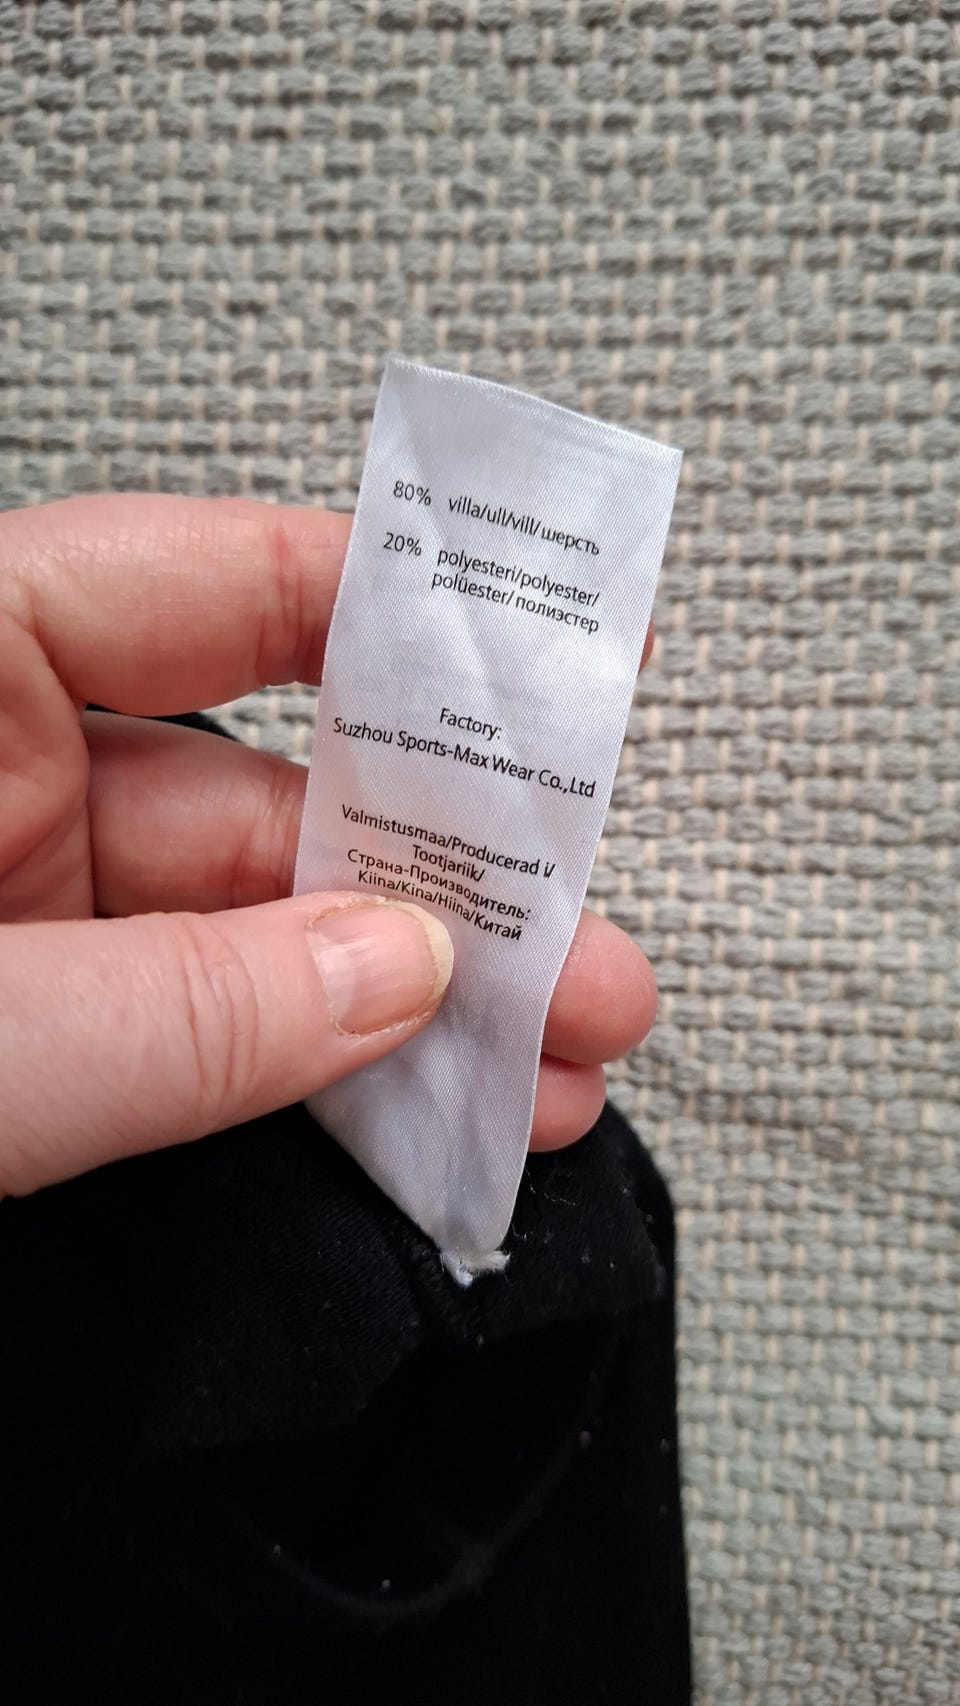 80% villa/ull/vill/шерсть
20% polyesteri/polyester/
polüester/полиэстер
Factory:
Suzhou Sports-Max Wear Co.,Ltd
Valmistusmaa/Producerad i/
Tootjariik/
Страна-Производитель:
Kiina/Kina/Hiina/Китай